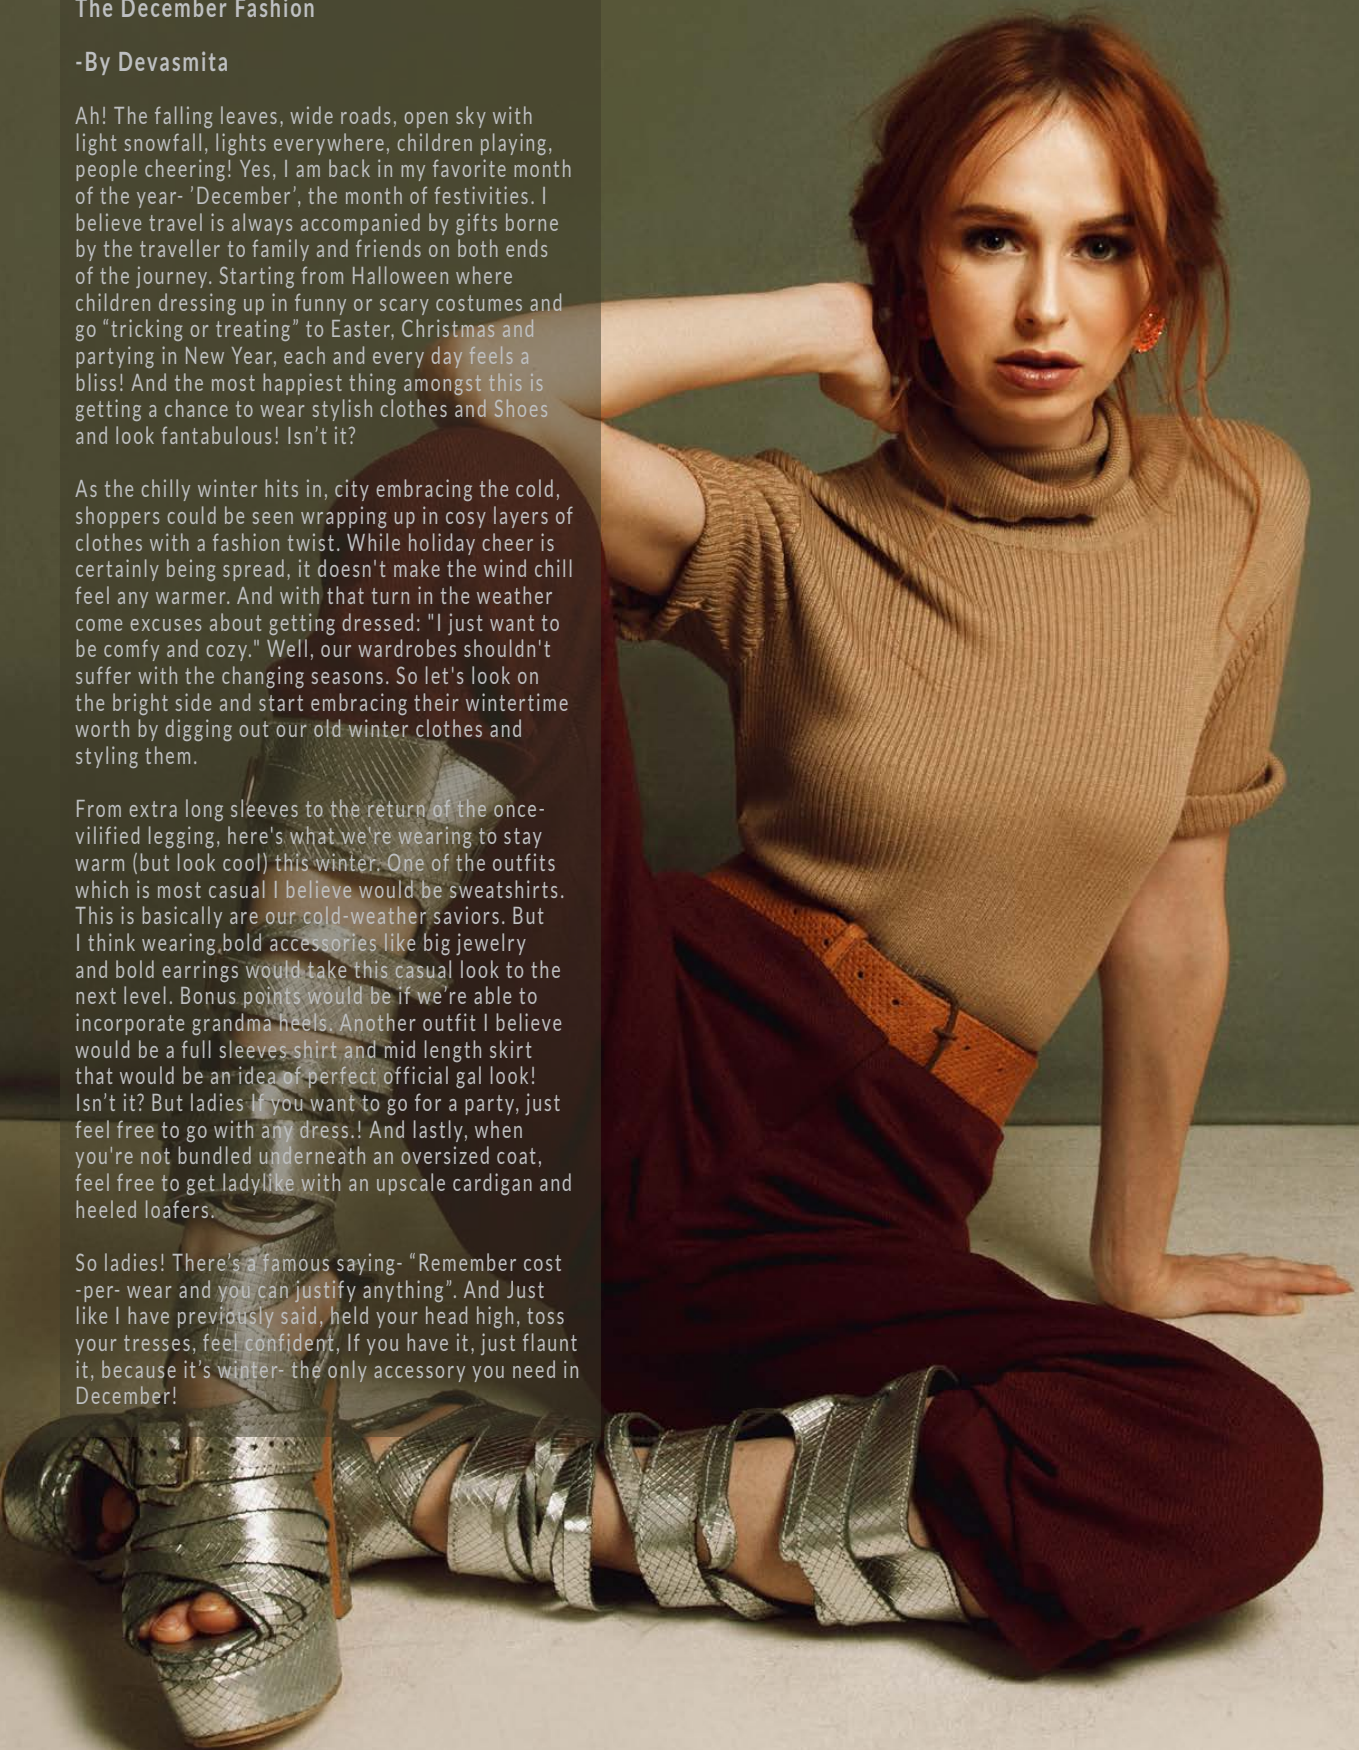 The December Fashion
-By Devasmita
Ah! The falling leaves, wide roads, open sky with
light snowfall, lights everywhere, children playing,
people cheering! Yes, I am back in my favorite month
of the year- ’December’, the month of festivities. I
believe travel is always accompanied by gifts borne
by the traveller to family and friends on both ends
of the journey. Starting from Halloween where
children dressing up in funny or scary costumes and
go “tricking or treating” to Easter, Christmas and
partying in New Year, each and every day feels a
bliss! And the most happiest thing amongst this is
getting a chance to wear stylish clothes and Shoes
and look fantabulous! Isn’t it?
As the chilly winter hits in, city embracing the cold,
shoppers could be seen wrapping up in cosy layers of
clothes with a fashion twist. While holiday cheer is
certainly being spread, it doesn't make the wind chill
feel any warmer. And with that turn in the weather
come excuses about getting dressed: "I just want to
be comfy and cozy." Well, our wardrobes shouldn't
suffer with the changing seasons. So let's look on
the bright side and start embracing their wintertime
worth by digging out our old winter clothes and
styling them.
From extra long sleeves to the return of the once-
vilified legging, here's what we're wearing to stay
warm (but look cool) this winter. One of the outfits
which is most casual I believe would be sweatshirts.
This is basically are our cold-weather saviors. But
I think wearing bold accessories like big jewelry
and bold earrings would take this casual look to the
next level. Bonus points would be if we’re able to
incorporate grandma heels. Another outfit I believe
would be a full sleeves shirt and mid length skirt
that would be an idea of perfect official gal look!
Isn’t it? But ladies If you want to go for a party, just
feel free to go with any dress.! And lastly, when
you're not bundled underneath an oversized coat,
feel free to get ladylike with an upscale cardigan and
heeled loafers.
So ladies! There’s a famous saying- “Remember cost
-per- wear and you can justify anything”. And Just
like I have previously said, held your head high, toss
your tresses, feel confident, If you have it, just flaunt
it, because it’s winter- the only accessory you need in
December!